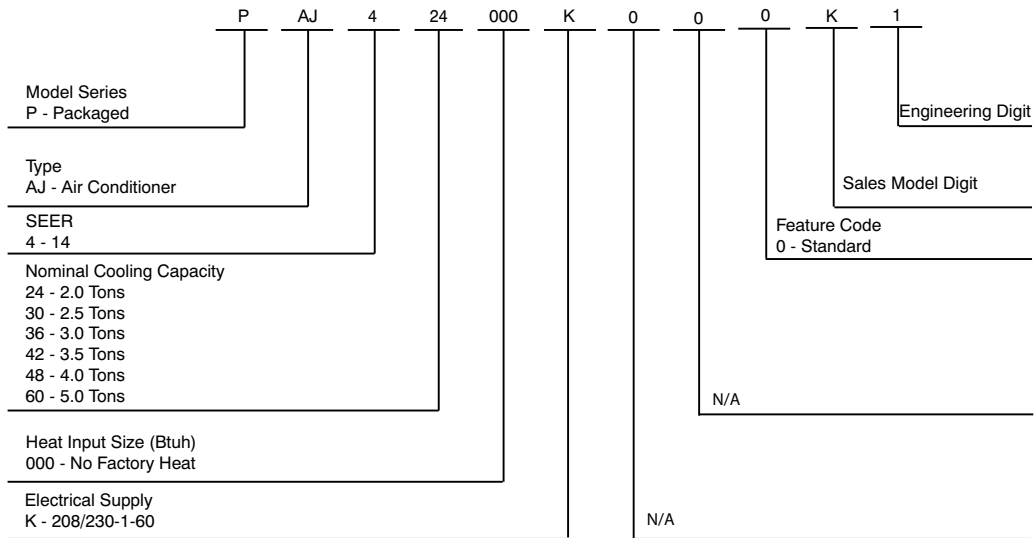 P AJ 4 24 000 K 0 0 0 K 1
Model Series
P - Packaged
Engineering Digit
Type
AJ - Air Conditioner
Sales Model Digit
SEER
4 - 14
Feature Code
0 - Standard
Nominal Cooling Capacity
24 - 2.0 Tons
30 - 2.5 Tons
36 - 3.0 Tons
42 - 3.5 Tons
48 - 4.0 Tons
60 - 5.0 Tons
N/A
Heat Input Size (Btuh)
000 - No Factory Heat
Electrical Supply
K - 208/230-1-60
N/A